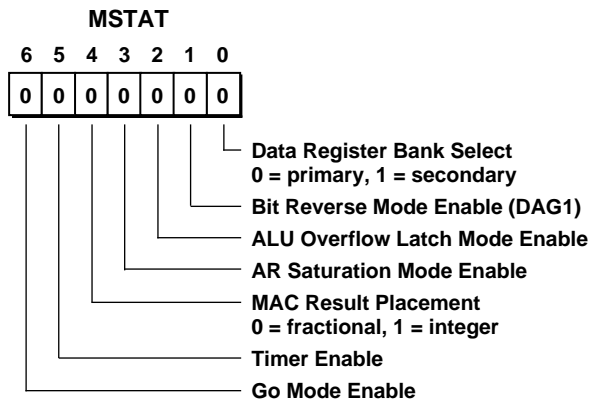 MSTAT
6 5 4 3 2 1 0
0 0 0 0 0 0 0
Data Register Bank Select
0 = primary, 1 = secondary
Bit Reverse Mode Enable (DAG1)
ALU Overflow Latch Mode Enable
AR Saturation Mode Enable
MAC Result Placement
0 = fractional, 1 = integer
Timer Enable
Go Mode Enable